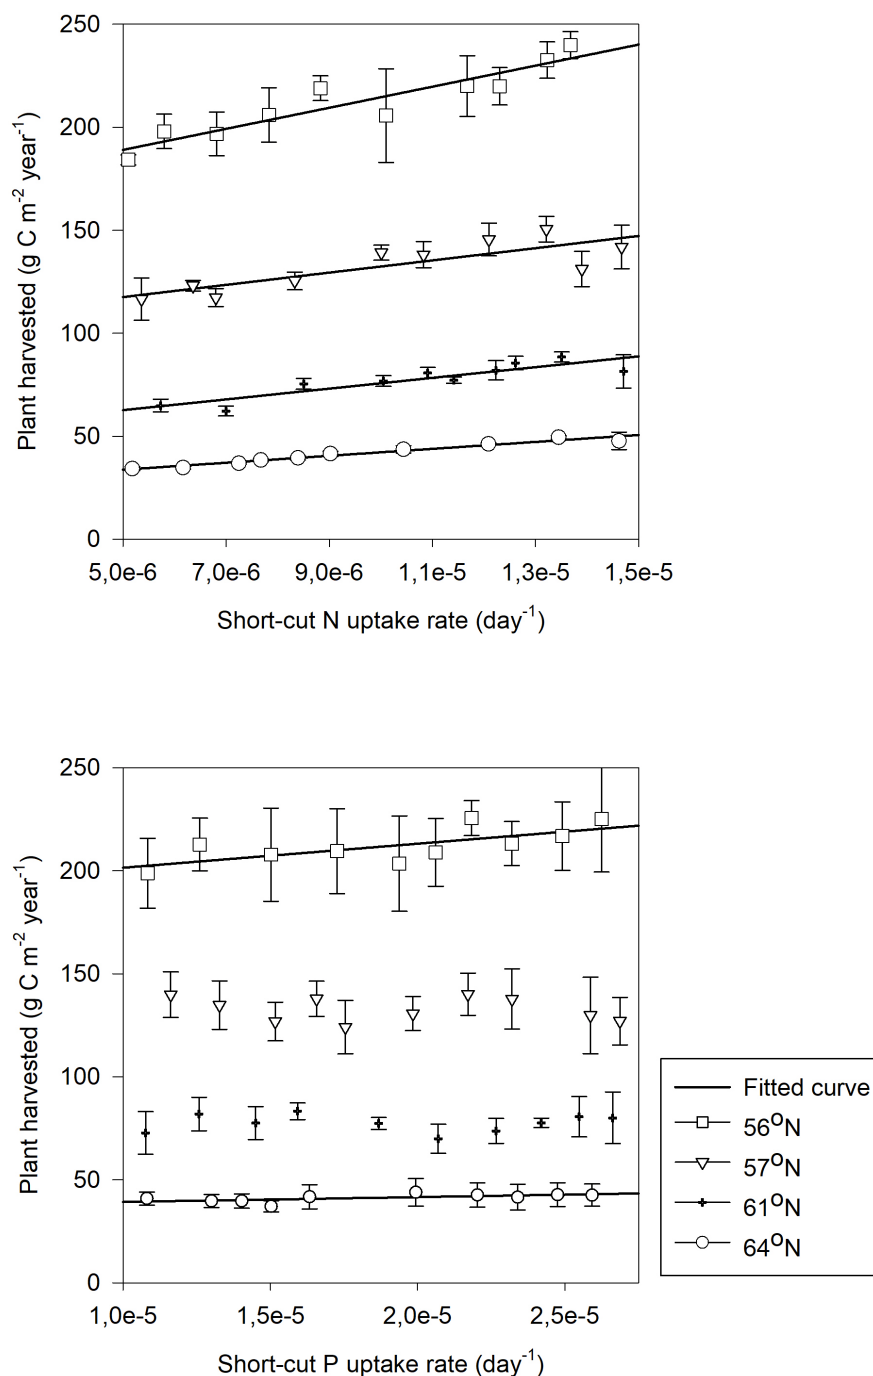 Plant harvested (g C m⁻² year⁻¹)
250
200
150
100
50
0
5,0e-6 7,0e-6 9,0e-6 1,1e-5 1,3e-5 1,5e-5
Short-cut N uptake rate (day⁻¹)
Plant harvested (g C m⁻² year⁻¹)
250
200
150
100
50
0
1,0e-5 1,5e-5 2,0e-5 2,5e-5
Short-cut P uptake rate (day⁻¹)
Fitted curve
56ᴼN
57ᴼN
61ᴼN
64ᴼN